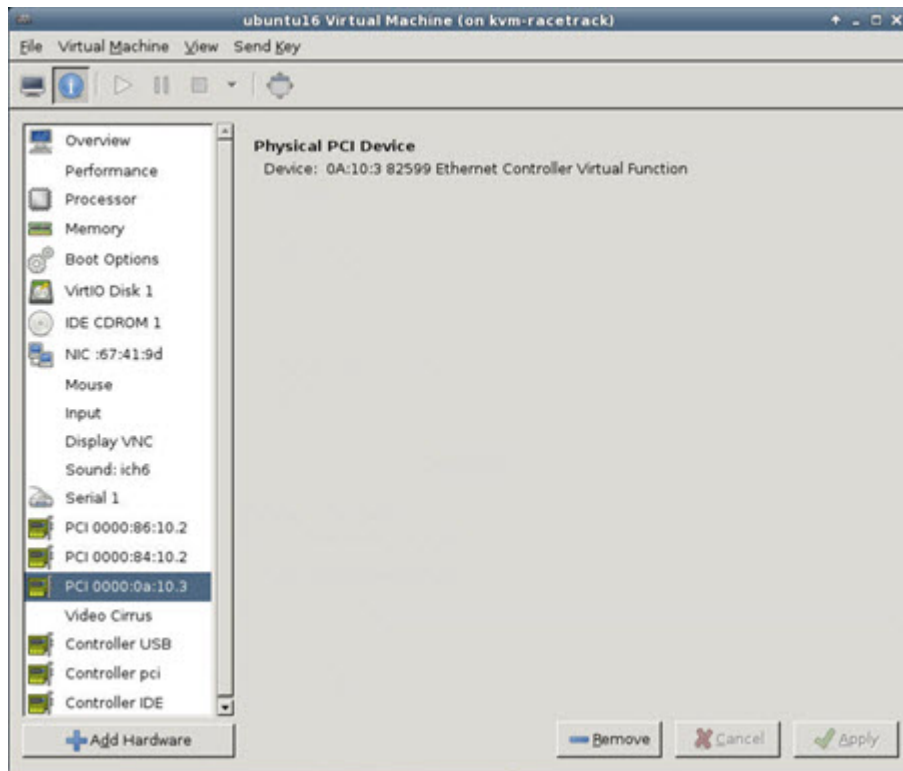 ubuntu16 Virtual Machine (on kvm-racetrack)
File Virtual Machine View Send Key
Overview
Performance
Processor
Memory
Boot Options
VirtIO Disk 1
IDE CDROM 1
NIC :67:41:9d
Mouse
Input
Display VNC
Sound: ich6
Serial 1
PCI 0000:86:10.2
PCI 0000:84:10.2
PCI 0000:0a:10.3
Video Cirrus
Controller USB
Controller pci
Controller IDE
Add Hardware
Physical PCI Device
Device: 0A:10:3 82599 Ethernet Controller Virtual Function
Remove Cancel Apply